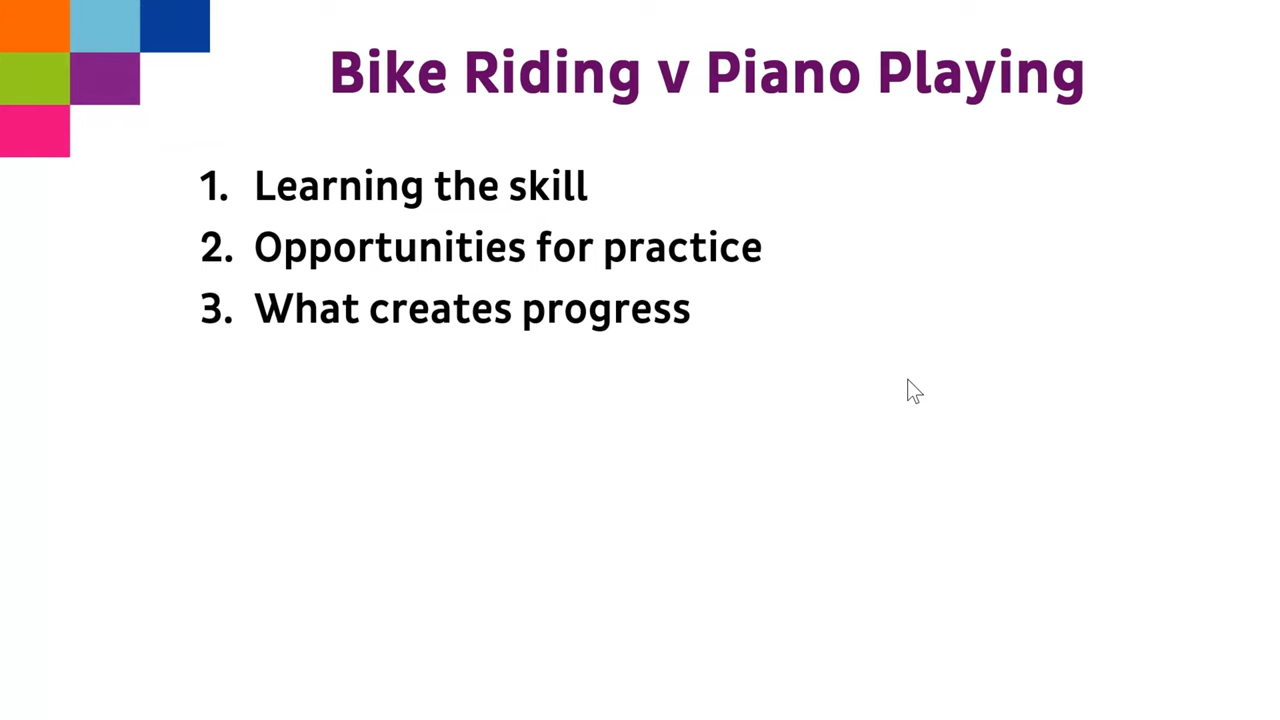 Bike Riding v Piano Playing
1. Learning the skill
2. Opportunities for practice
3. What creates progress